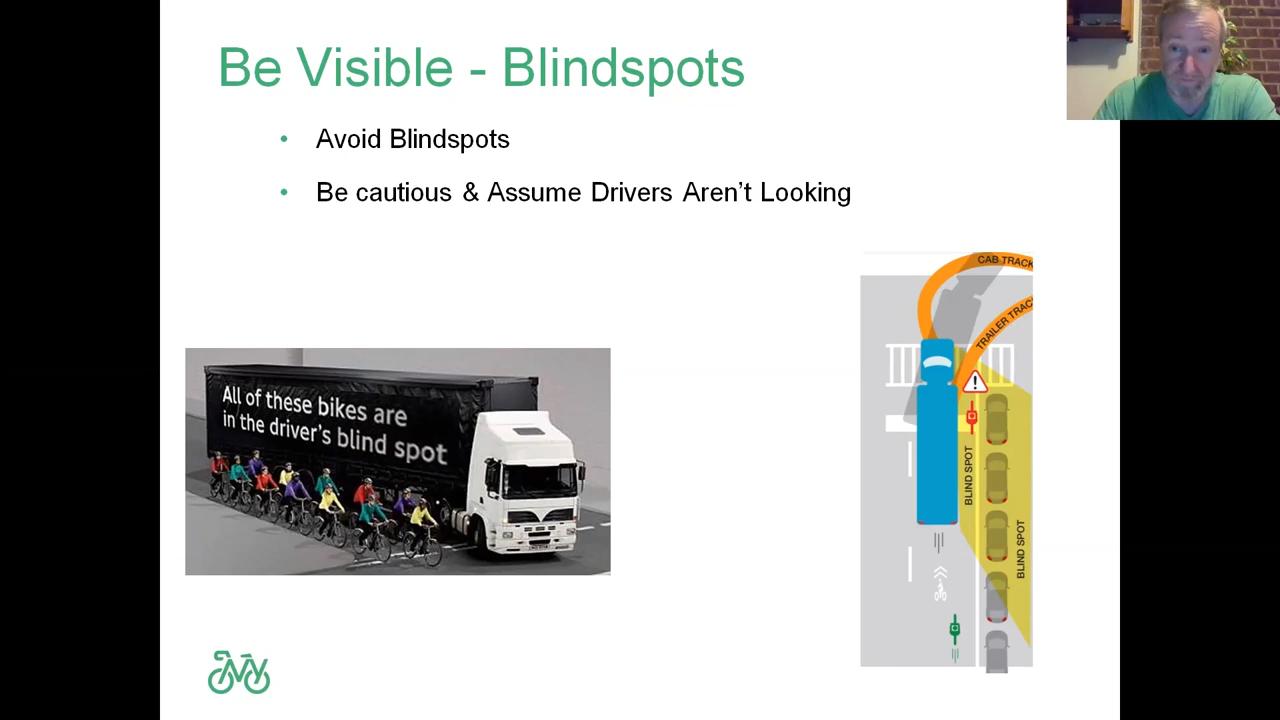 Be Visible - Blindspots
• Avoid Blindspots
• Be cautious & Assume Drivers Aren’t Looking
All of these bikes are
in the driver’s blind spot
CAB TRACK
TRAILER TRAC
BLIND SPOT
BLIND SPOT